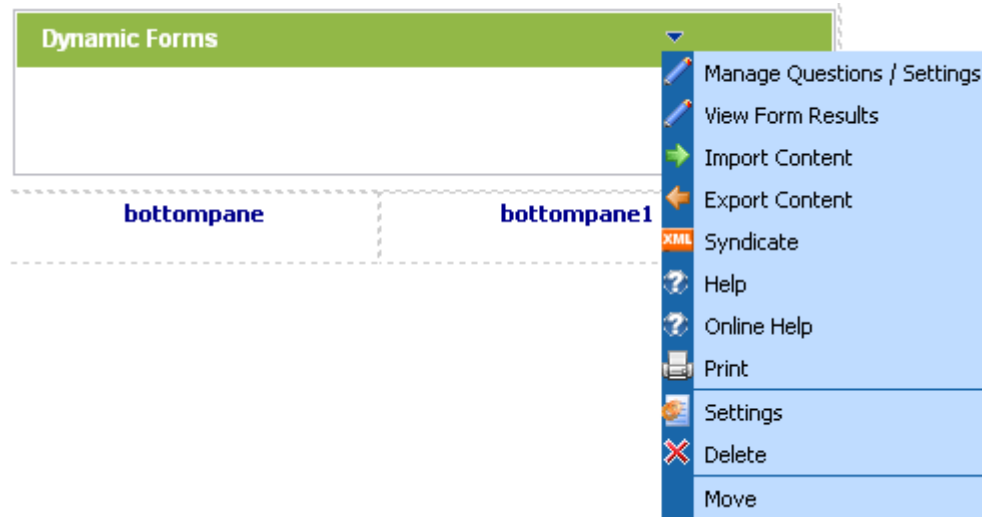 Dynamic Forms
Manage Questions / Settings
View Form Results
Import Content
Export Content
bottompane
bottompane1
XML Syndicate
Help
Online Help
Print
Settings
Delete
Move